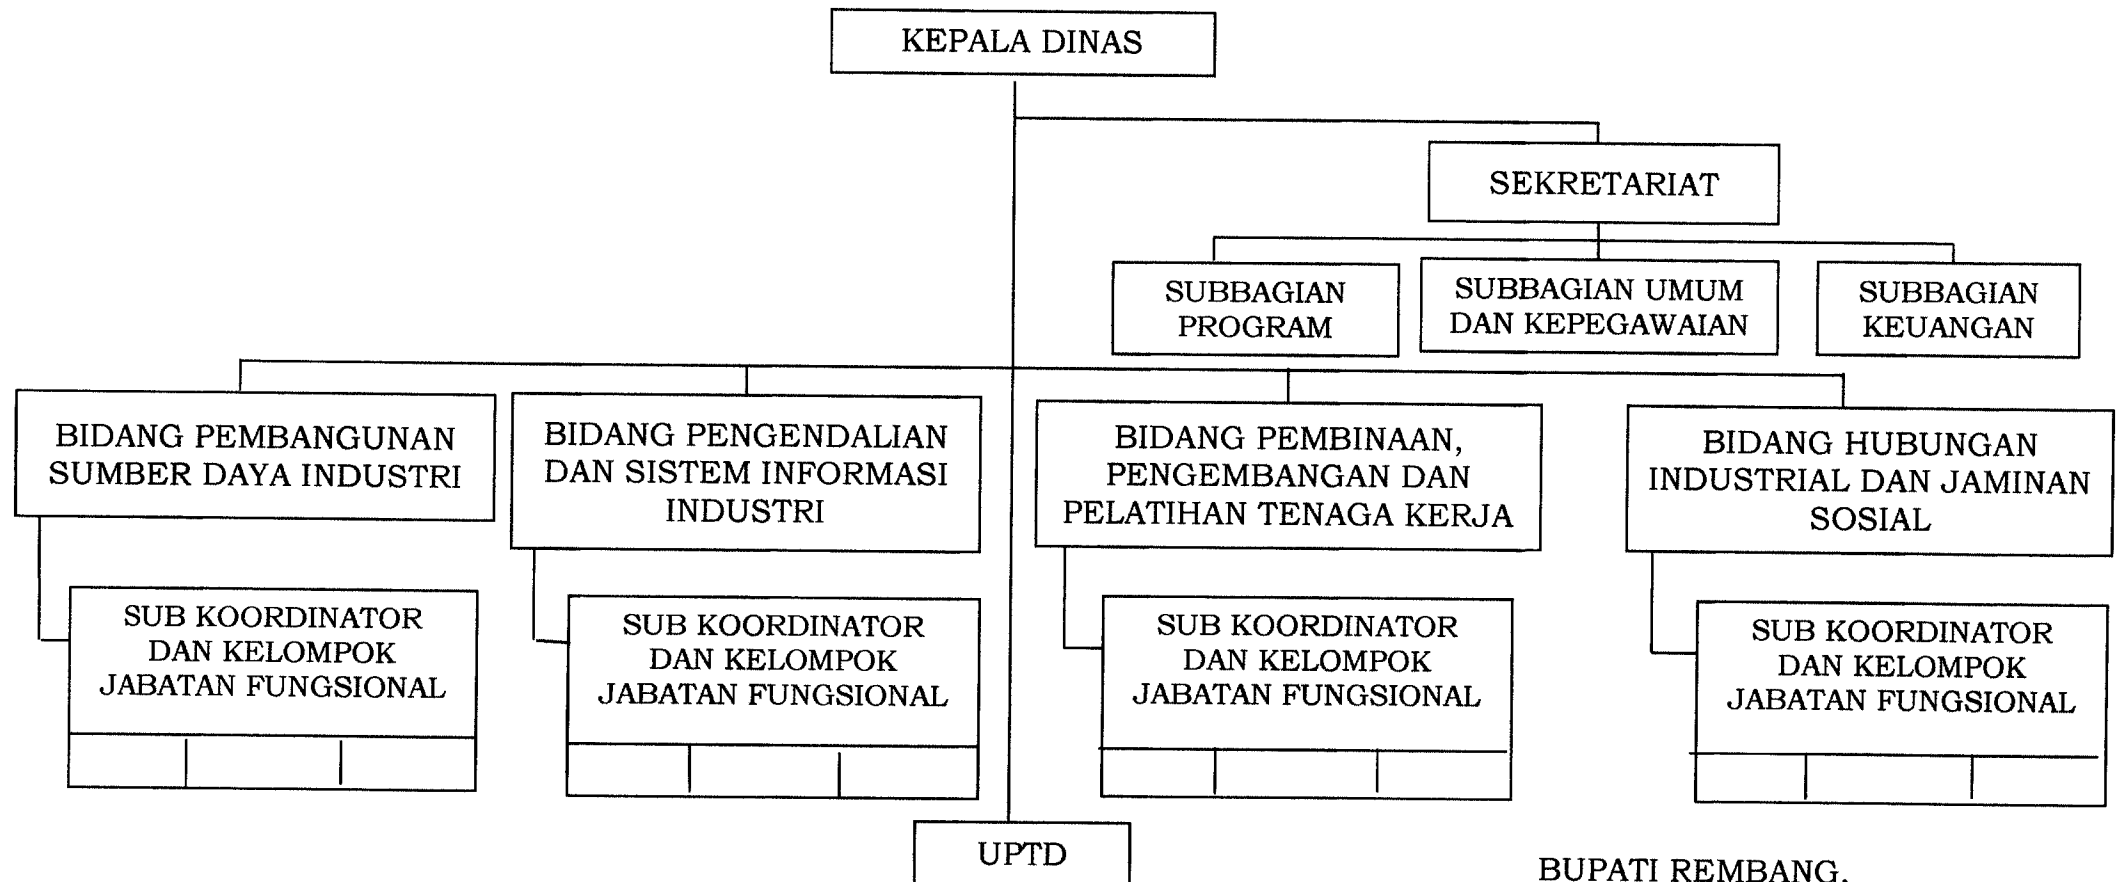 KEPALA DINAS
SEKRETARIAT
SUBBAGIAN
PROGRAM
SUBBAGIAN UMUM
DAN KEPEGAWAIAN
SUBBAGIAN
KEUANGAN
BIDANG PEMBANGUNAN
SUMBER DAYA INDUSTRI
BIDANG PENGENDALIAN
DAN SISTEM INFORMASI
INDUSTRI
BIDANG PEMBINAAN,
PENGEMBANGAN DAN
PELATIHAN TENAGA KERJA
BIDANG HUBUNGAN
INDUSTRIAL DAN JAMINAN
SOSIAL
SUB KOORDINATOR
DAN KELOMPOK
JABATAN FUNGSIONAL
SUB KOORDINATOR
DAN KELOMPOK
JABATAN FUNGSIONAL
SUB KOORDINATOR
DAN KELOMPOK
JABATAN FUNGSIONAL
SUB KOORDINATOR
DAN KELOMPOK
JABATAN FUNGSIONAL
UPTD
BUPATI REMBANG,